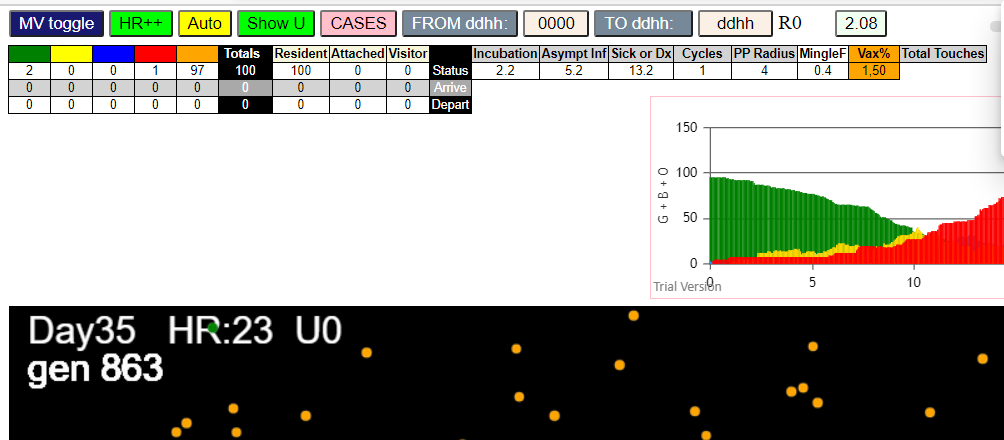 MV toggle HR++ Auto Show U CASES FROM ddhh: 0000 TO ddhh: ddhh R0 2.08
Totals Resident Attached Visitor Incubation Asympt Inf Sick or Dx Cycles PP Radius MingleF Vax% Total Touches
2 0 0 1 97 100 100 0 0 Status 2.2 5.2 13.2 1 4 0.4 1,50
0 0 0 0 0 0 0 0 0 Arrive
0 0 0 0 0 0 0 0 0 Depart
150
100
50
0
G + B + O
0 5 10
Trial Version
Day35 HR:23 U0
gen 863